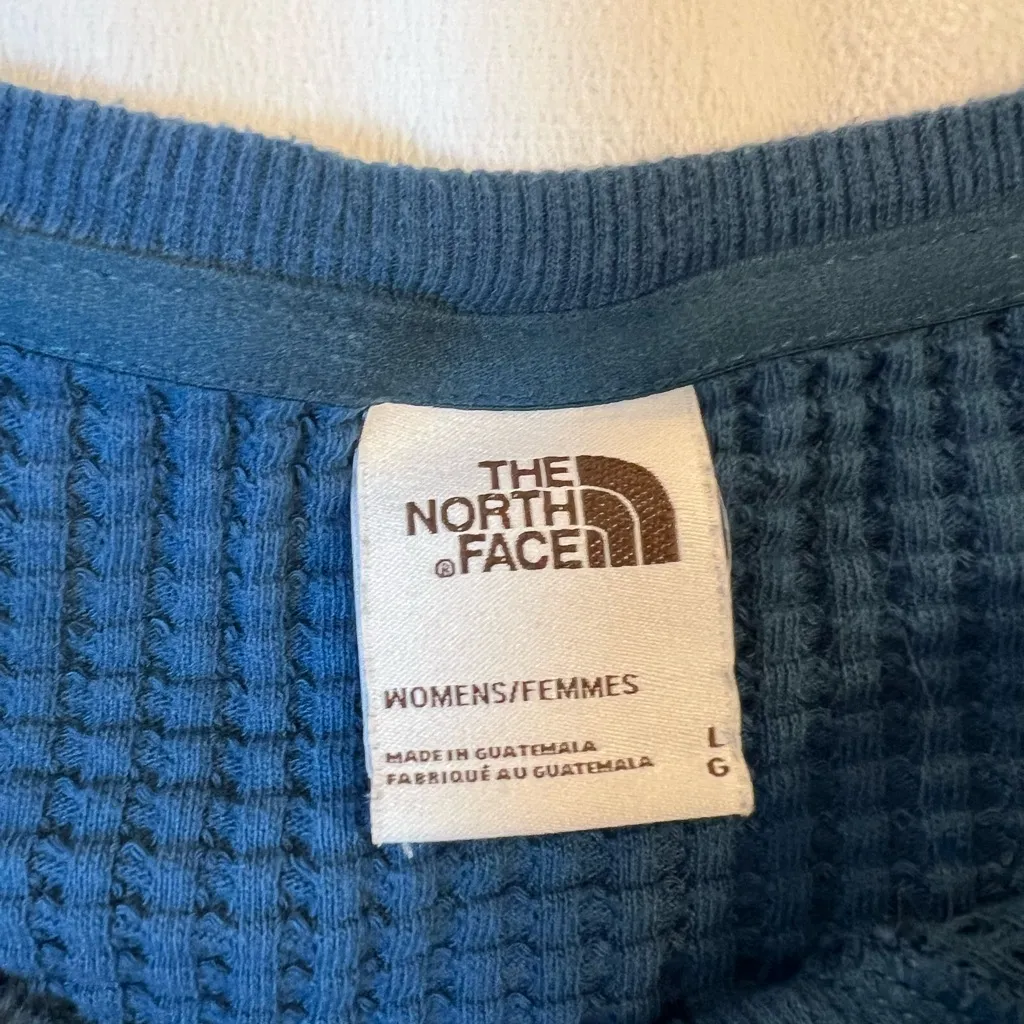 THE
NORTH
® FACE
WOMENS/FEMMES
MADE IN GUATEMALA L
FABRIQUÉ AU GUATEMALA G